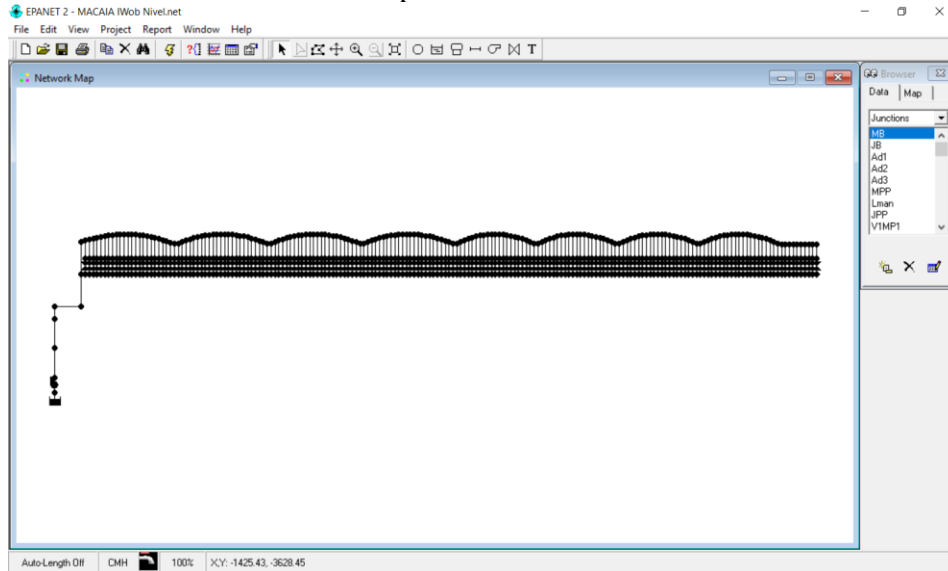 EPANET 2 - MACAIA IWob Nivel.net
File Edit View Project Report Window Help
T
Network Map
Browser
Data Map
Junctions
MB
JB
Ad1
Ad2
Ad3
MPP
Lman
JPP
V1MP1
Auto-Length Off CMH 100% X,Y: -1425.43, -3628.45